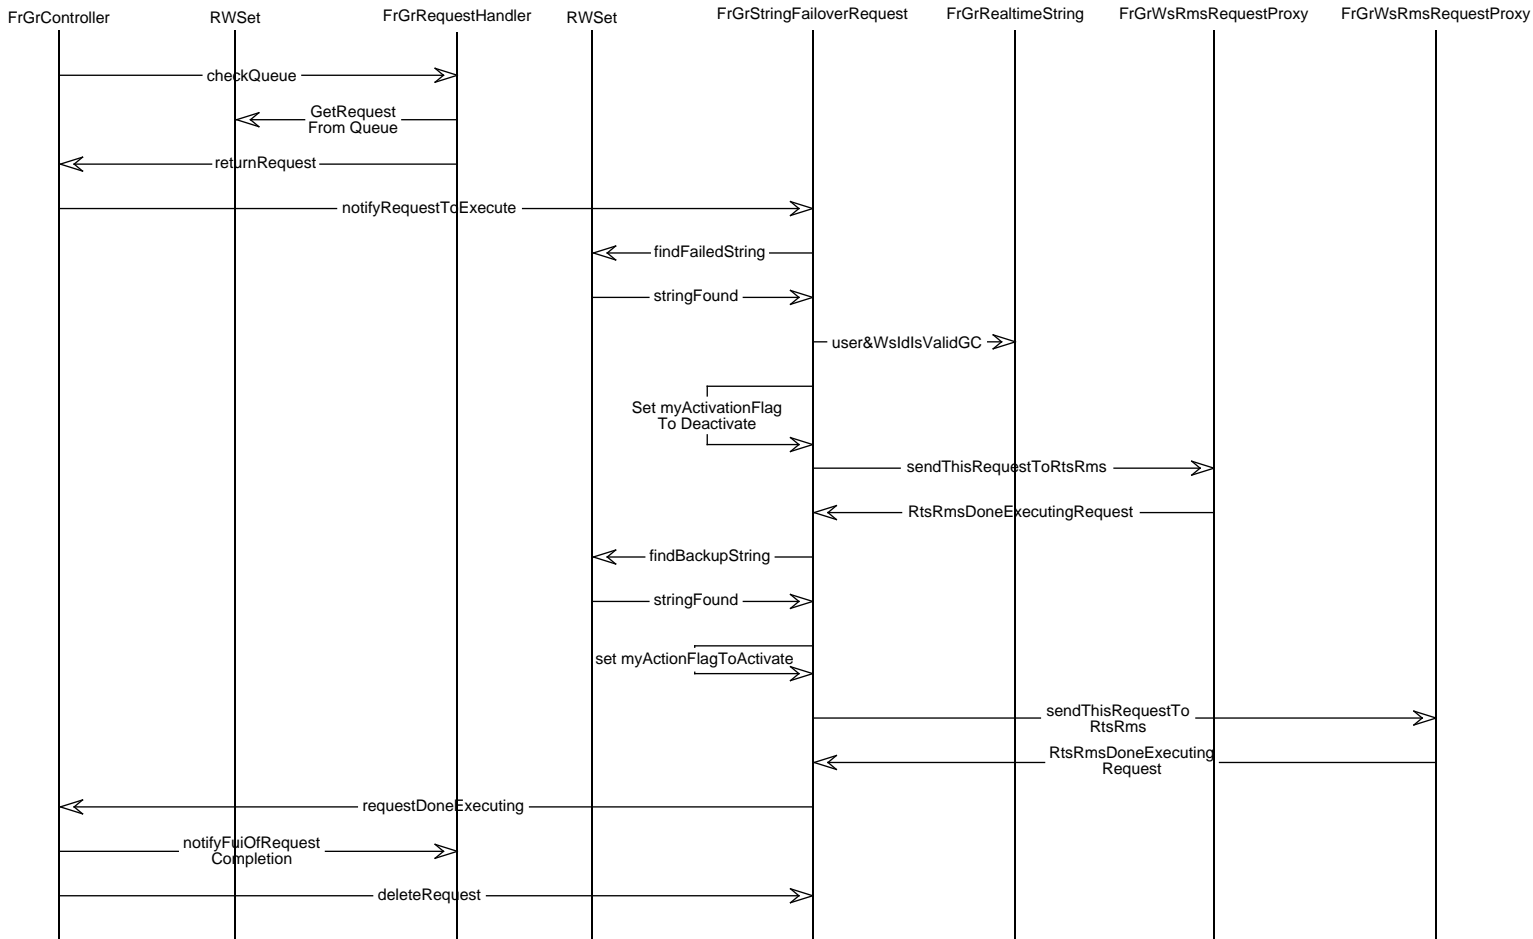 FrGrController
RWSet
FrGrRequestHandler
RWSet
FrGrStringFailoverRequest
FrGrRealtimeString
FrGrWsRmsRequestProxy
FrGrWsRmsRequestProxy
checkQueue
GetRequest
From Queue
returnRequest
notifyRequestToExecute
findFailedString
stringFound
user&WsIdIsValidGC
Set myActivationFlag
To Deactivate
sendThisRequestToRtsRms
RtsRmsDoneExecutingRequest
findBackupString
stringFound
set myActionFlagToActivate
sendThisRequestTo
RtsRms
RtsRmsDoneExecuting
Request
requestDoneExecuting
notifyFuiOfRequest
Completion
deleteRequest